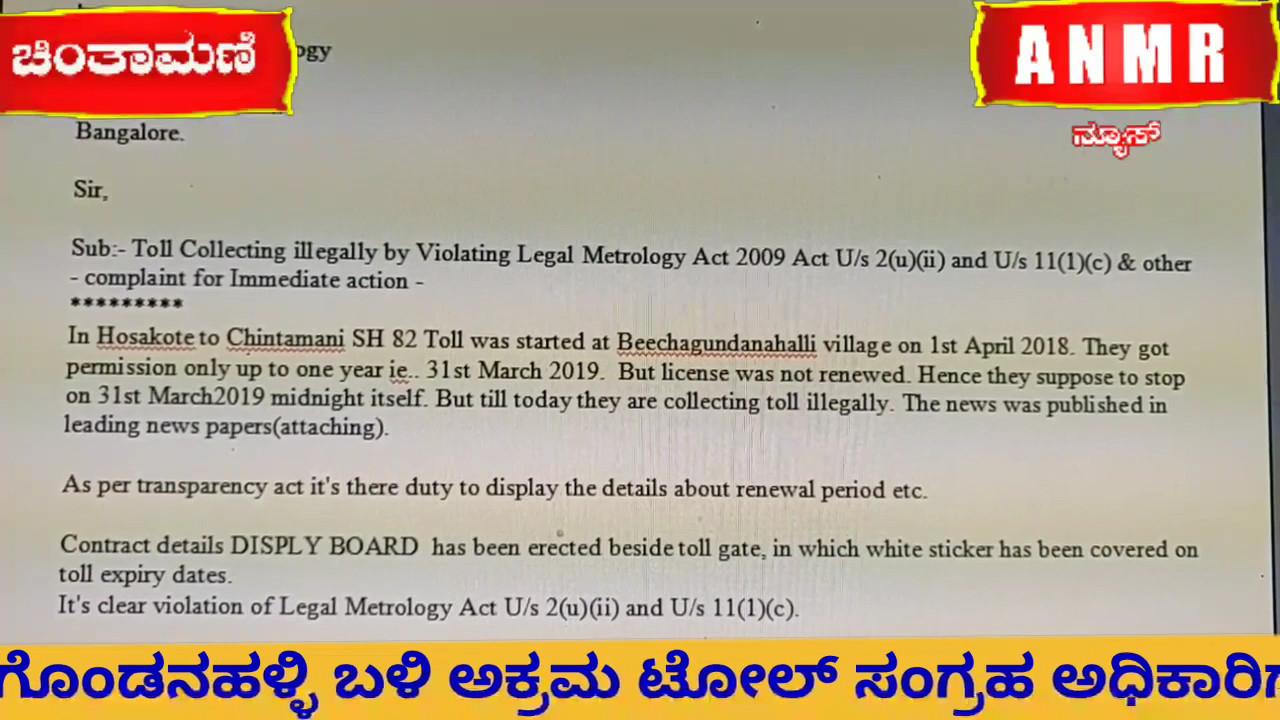 ಚಿಂತಾಮಣಿ
ANMR
ನ್ಯೂಸ್
ogy
Bangalore.
Sir,
Sub:- Toll Collecting illegally by Violating Legal Metrology Act 2009 Act U/s 2(u)(ii) and U/s 11(1)(c) & other
- complaint for Immediate action -
*********
In Hosakote to Chintamani SH 82 Toll was started at Beechagundanahalli village on 1st April 2018. They got
permission only up to one year ie.. 31st March 2019. But license was not renewed. Hence they suppose to stop
on 31st March2019 midnight itself. But till today they are collecting toll illegally. The news was published in
leading news papers(attaching).
As per transparency act it's there duty to display the details about renewal period etc.
Contract details DISPLY BOARD has been erected beside toll gate, in which white sticker has been covered on
toll expiry dates.
It's clear violation of Legal Metrology Act U/s 2(u)(ii) and U/s 11(1)(c).
ಗೊಂಡನಹಳ್ಳಿ ಬಳಿ ಅಕ್ರಮ ಟೋಲ್ ಸಂಗ್ರಹ ಅಧಿಕಾರಿಗ